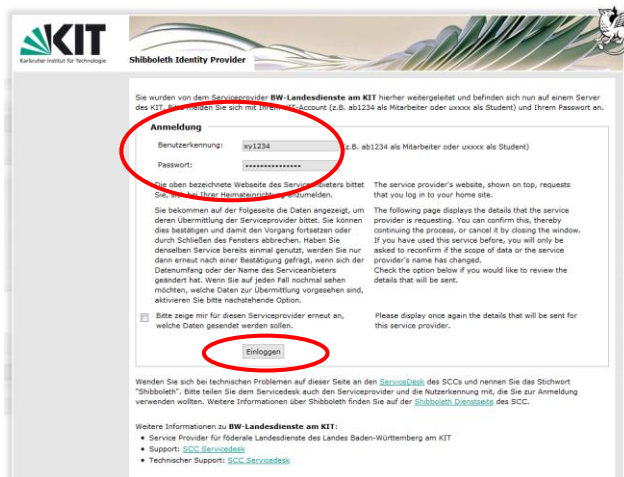 KIT
Karlsruher Institut für Technologie
Shibboleth Identity Provider
Sie wurden von dem Serviceprovider BW-Landesdienste am KIT hierher weitergeleitet und befinden sich nun auf einem Server
des KIT. Bitte melden Sie sich mit Ihrem KIT-Account (z.B. ab1234 als Mitarbeiter oder uxxxx als Student) und Ihrem Passwort an.
Anmeldung
Benutzerkennung: xy1234 (z.B. ab1234 als Mitarbeiter oder uxxxx als Student)
Passwort: •••••••••••••••
Die oben bezeichnete Webseite des Serviceanbieters bittet
Sie, sich bei Ihrer Heimateinrichtung anzumelden.
Sie bekommen auf der Folgeseite die Daten angezeigt, um
deren Übermittlung der Serviceprovider bittet. Sie können
dies bestätigen und damit den Vorgang fortsetzen oder
durch Schließen des Fensters abbrechen. Haben Sie
denselben Service bereits einmal genutzt, werden Sie nur
dann erneut nach einer Bestätigung gefragt, wenn sich der
Datenumfang oder der Name des Serviceanbieters
geändert hat. Wenn Sie auf jeden Fall nochmal sehen
möchten, welche Daten zur Übermittlung vorgesehen sind,
aktivieren Sie bitte nachstehende Option.
The service provider's website, shown on top, requests
that you log in to your home site.
The following page displays the details that the service
provider is requesting. You can confirm this, thereby
continuing the process, or cancel it by closing the window.
If you have used this service before, you will only be
asked to reconfirm if the scope of data or the service
provider's name has changed.
Check the option below if you would like to review the
details that will be sent.
Bitte zeige mir für diesen Serviceprovider erneut an,
welche Daten gesendet werden sollen.
Please display once again the details that will be sent for
this service provider.
Einloggen
Wenden Sie sich bei technischen Problemen auf dieser Seite an den ServiceDesk des SCCs und nennen Sie das Stichwort
"Shibboleth". Bitte teilen Sie dem Servicedesk auch den Serviceprovider und die Nutzerkennung mit, die Sie zur Anmeldung
verwenden wollten. Weitere Informationen über Shibboleth finden Sie auf der Shibboleth Dienstseite des SCC.
Weitere Informationen zu BW-Landesdienste am KIT:
• Service Provider für föderale Landesdienste des Landes Baden-Württemberg am KIT
• Support: SCC Servicedesk
• Technischer Support: SCC Servicedesk